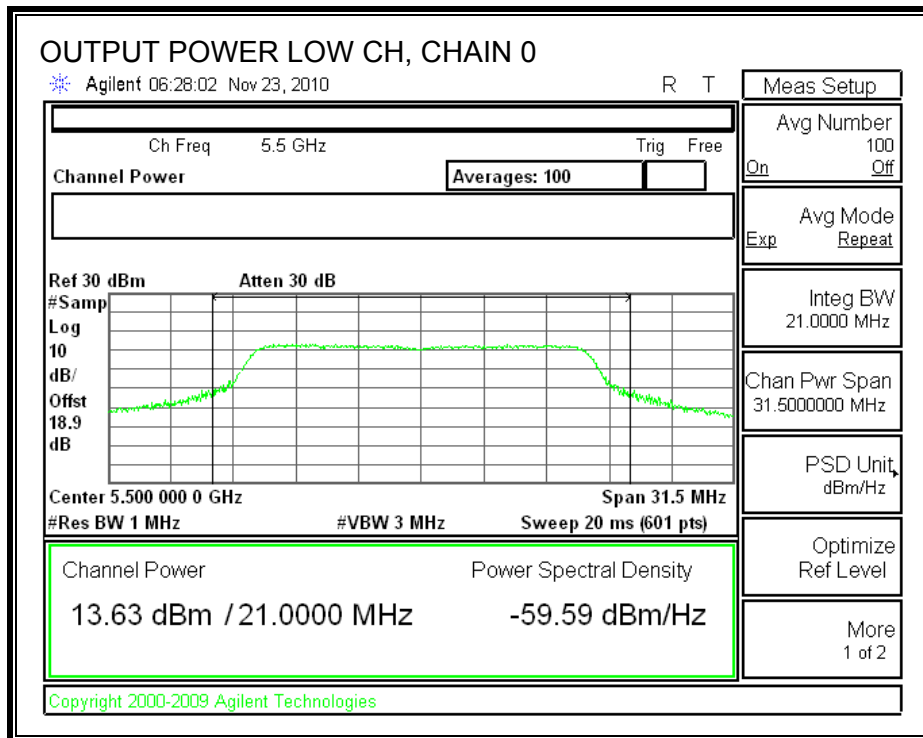 OUTPUT POWER LOW CH, CHAIN 0
Agilent 06:28:02 Nov 23, 2010 R T
Ch Freq 5.5 GHz Trig Free
Channel Power Averages: 100
Ref 30 dBm Atten 30 dB
#Samp
Log
10
dB/
Offst
18.9
dB
Center 5.500 000 0 GHz Span 31.5 MHz
#Res BW 1 MHz #VBW 3 MHz Sweep 20 ms (601 pts)
Channel Power Power Spectral Density
13.63 dBm / 21.0000 MHz -59.59 dBm/Hz
Copyright 2000-2009 Agilent Technologies
Meas Setup
Avg Number
100
On Off
Avg Mode
Exp Repeat
Integ BW
21.0000 MHz
Chan Pwr Span
31.5000000 MHz
PSD Unit
dBm/Hz
Optimize
Ref Level
More
1 of 2